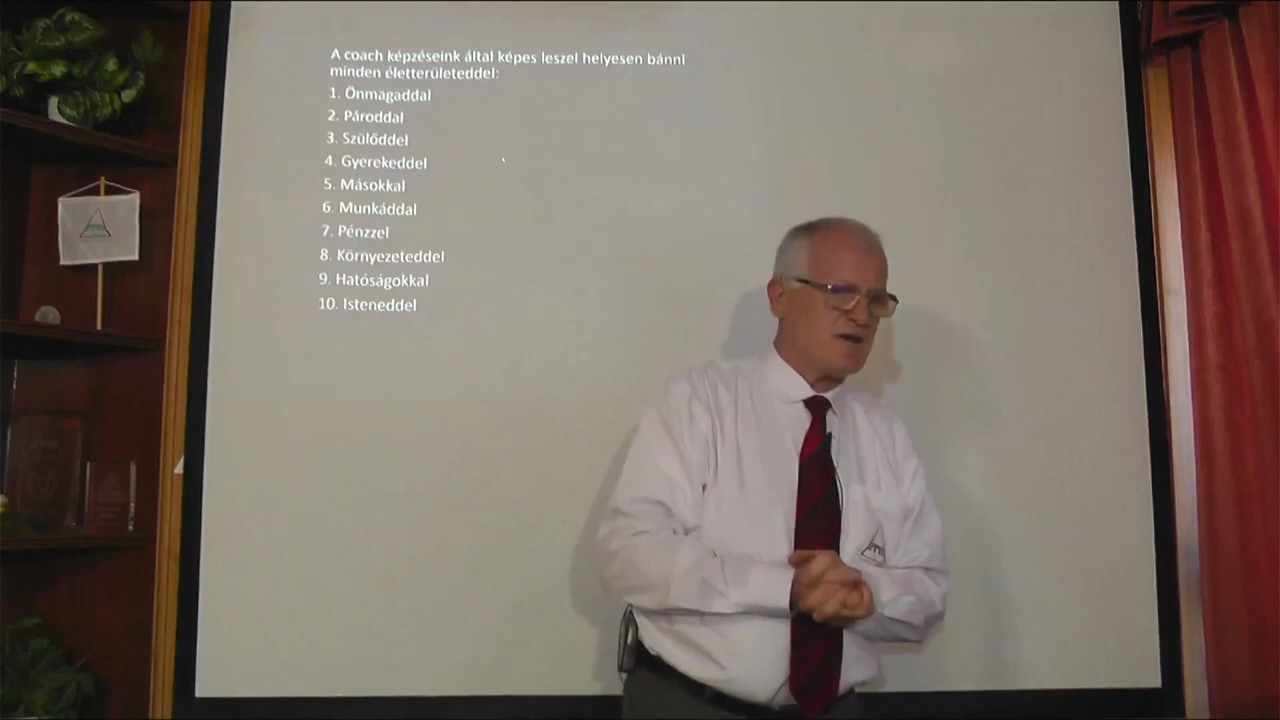 A coach képzéseink által képes leszel helyesen bánni
minden életterületeddel:
1. Önmagaddal
2. Pároddal
3. Szülőddel
4. Gyerekeddel
5. Másokkal
6. Munkáddal
7. Pénzzel
8. Környezeteddel
9. Hatóságokkal
10. Isteneddel